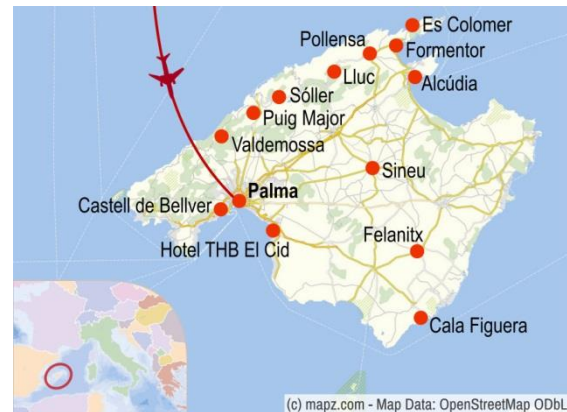 Es Colomer
Pollensa
Formentor
Lluc
Alcúdia
Sóller
Puig Major
Valdemossa
Sineu
Palma
Castell de Bellver
Hotel THB El Cid
Felanitx
Cala Figuera
(c) mapz.com - Map Data: OpenStreetMap ODbL